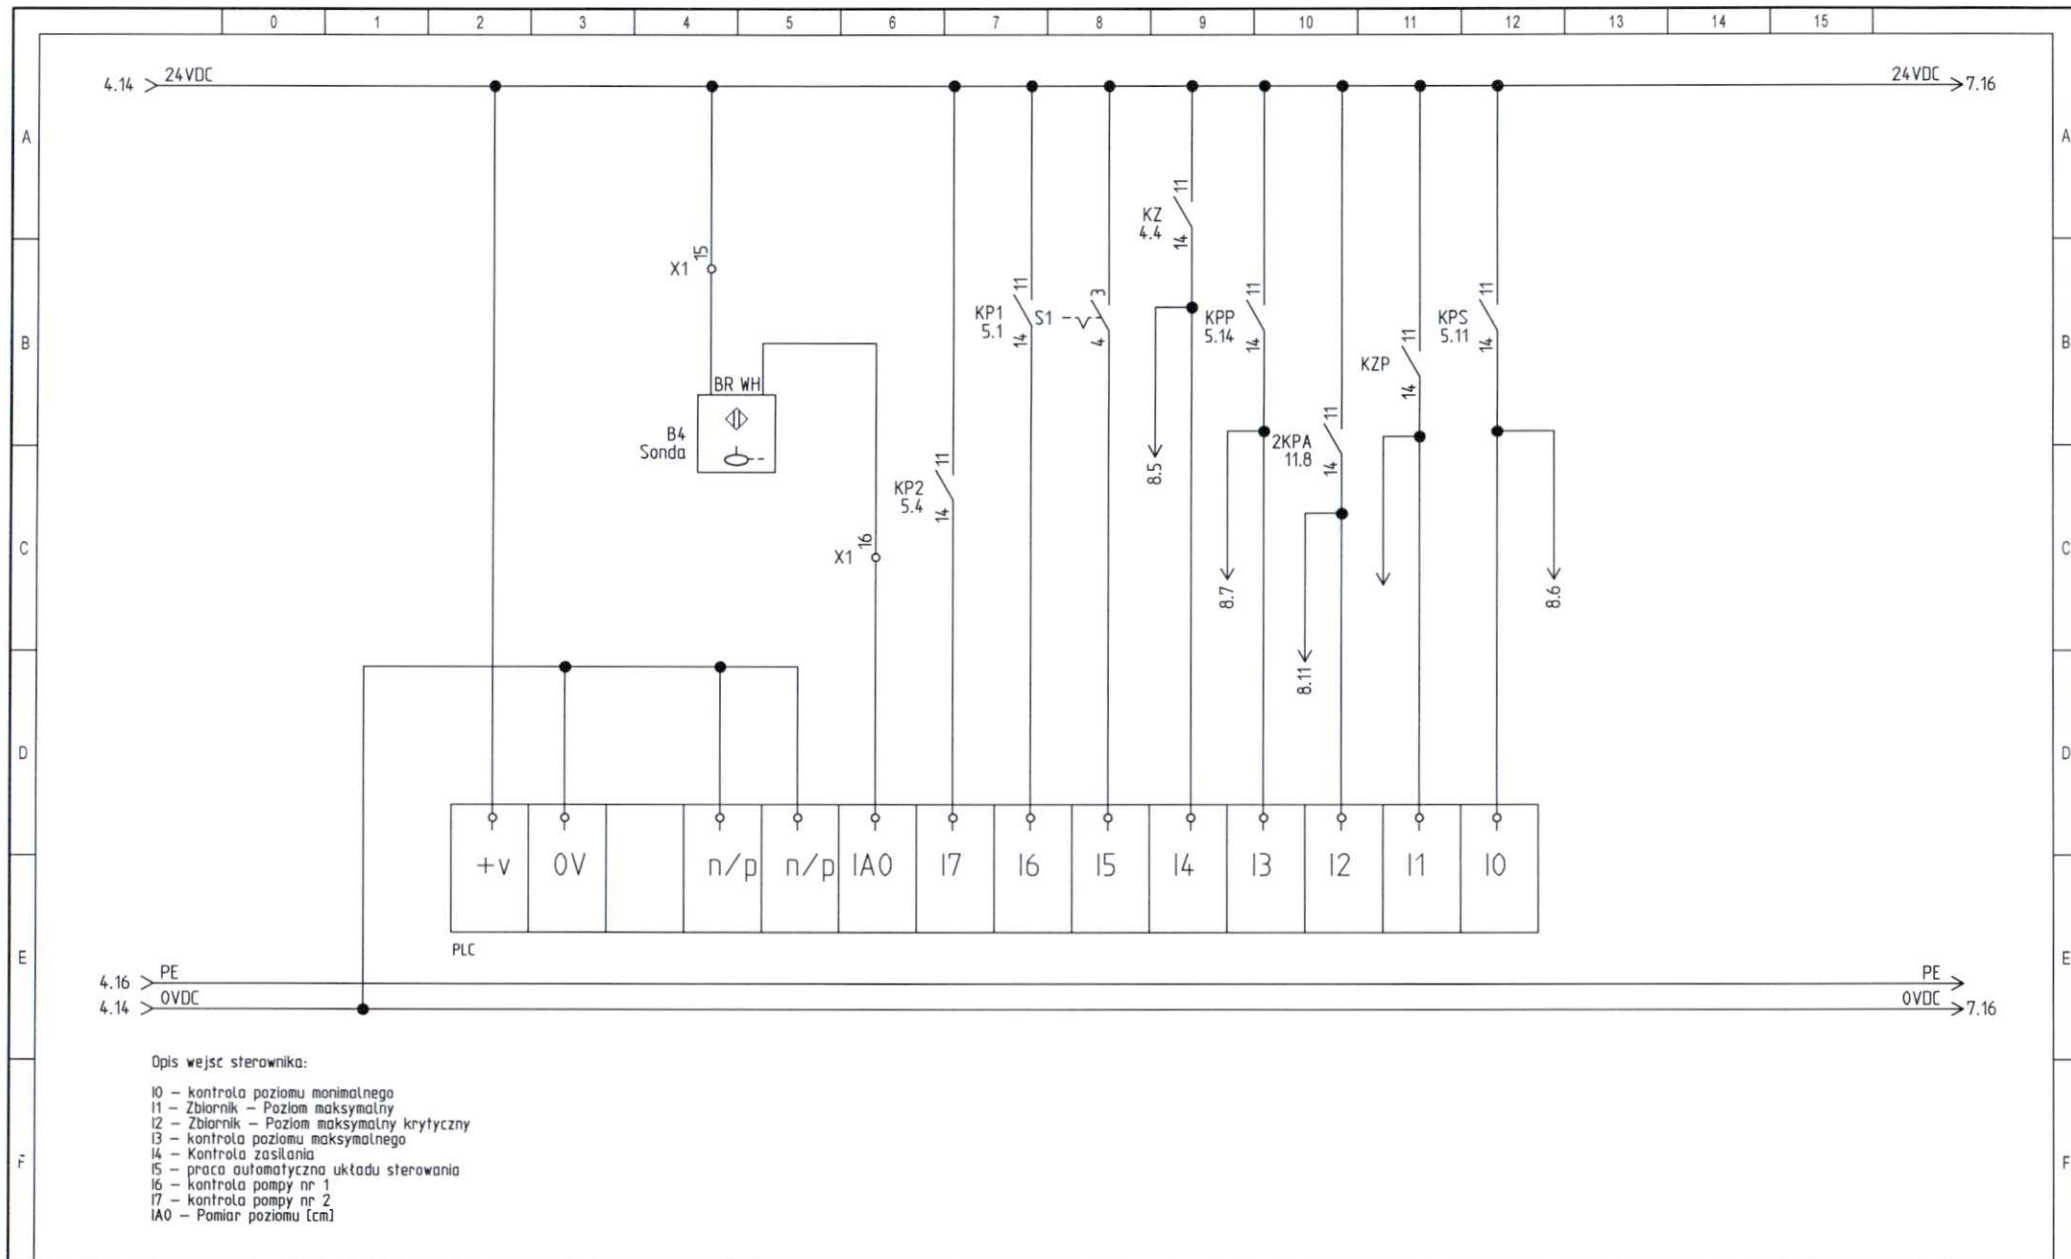 0 1 2 3 4 5 6 7 8 9 10 11 12 13 14 15
4.14 24VDC 24VDC 7.16
A A
KZ 11
4.4 14
X1 15
KP1 11
5.1 14
S1 3
4
KPP 11
5.14 14
KPS 11
5.11 14
B B
KZP 11
14
BR WH
B4
Sonda
2KPA 11
11.8 14
8.5
KP2 11
5.4 14
X1 16
C C
8.7
8.6
8.11
D D
+v 0V n/p n/p IA0 I7 I6 I5 I4 I3 I2 I1 I0
PLC
E E
4.16 PE PE
4.14 0VDC 0VDC 7.16
Opis wejsc sterownika:
I0 – kontrola poziomu monimalnego
I1 – Zbiornik – Poziom maksymalny
I2 – Zbiornik – Poziom maksymalny krytyczny
I3 – kontrola poziomu maksymalnego
I4 – Kontrola zasilania
I5 – praca automatyczna układu sterowania
I6 – kontrola pompy nr 1
I7 – kontrola pompy nr 2
IA0 – Pomiar poziomu [cm]
F F